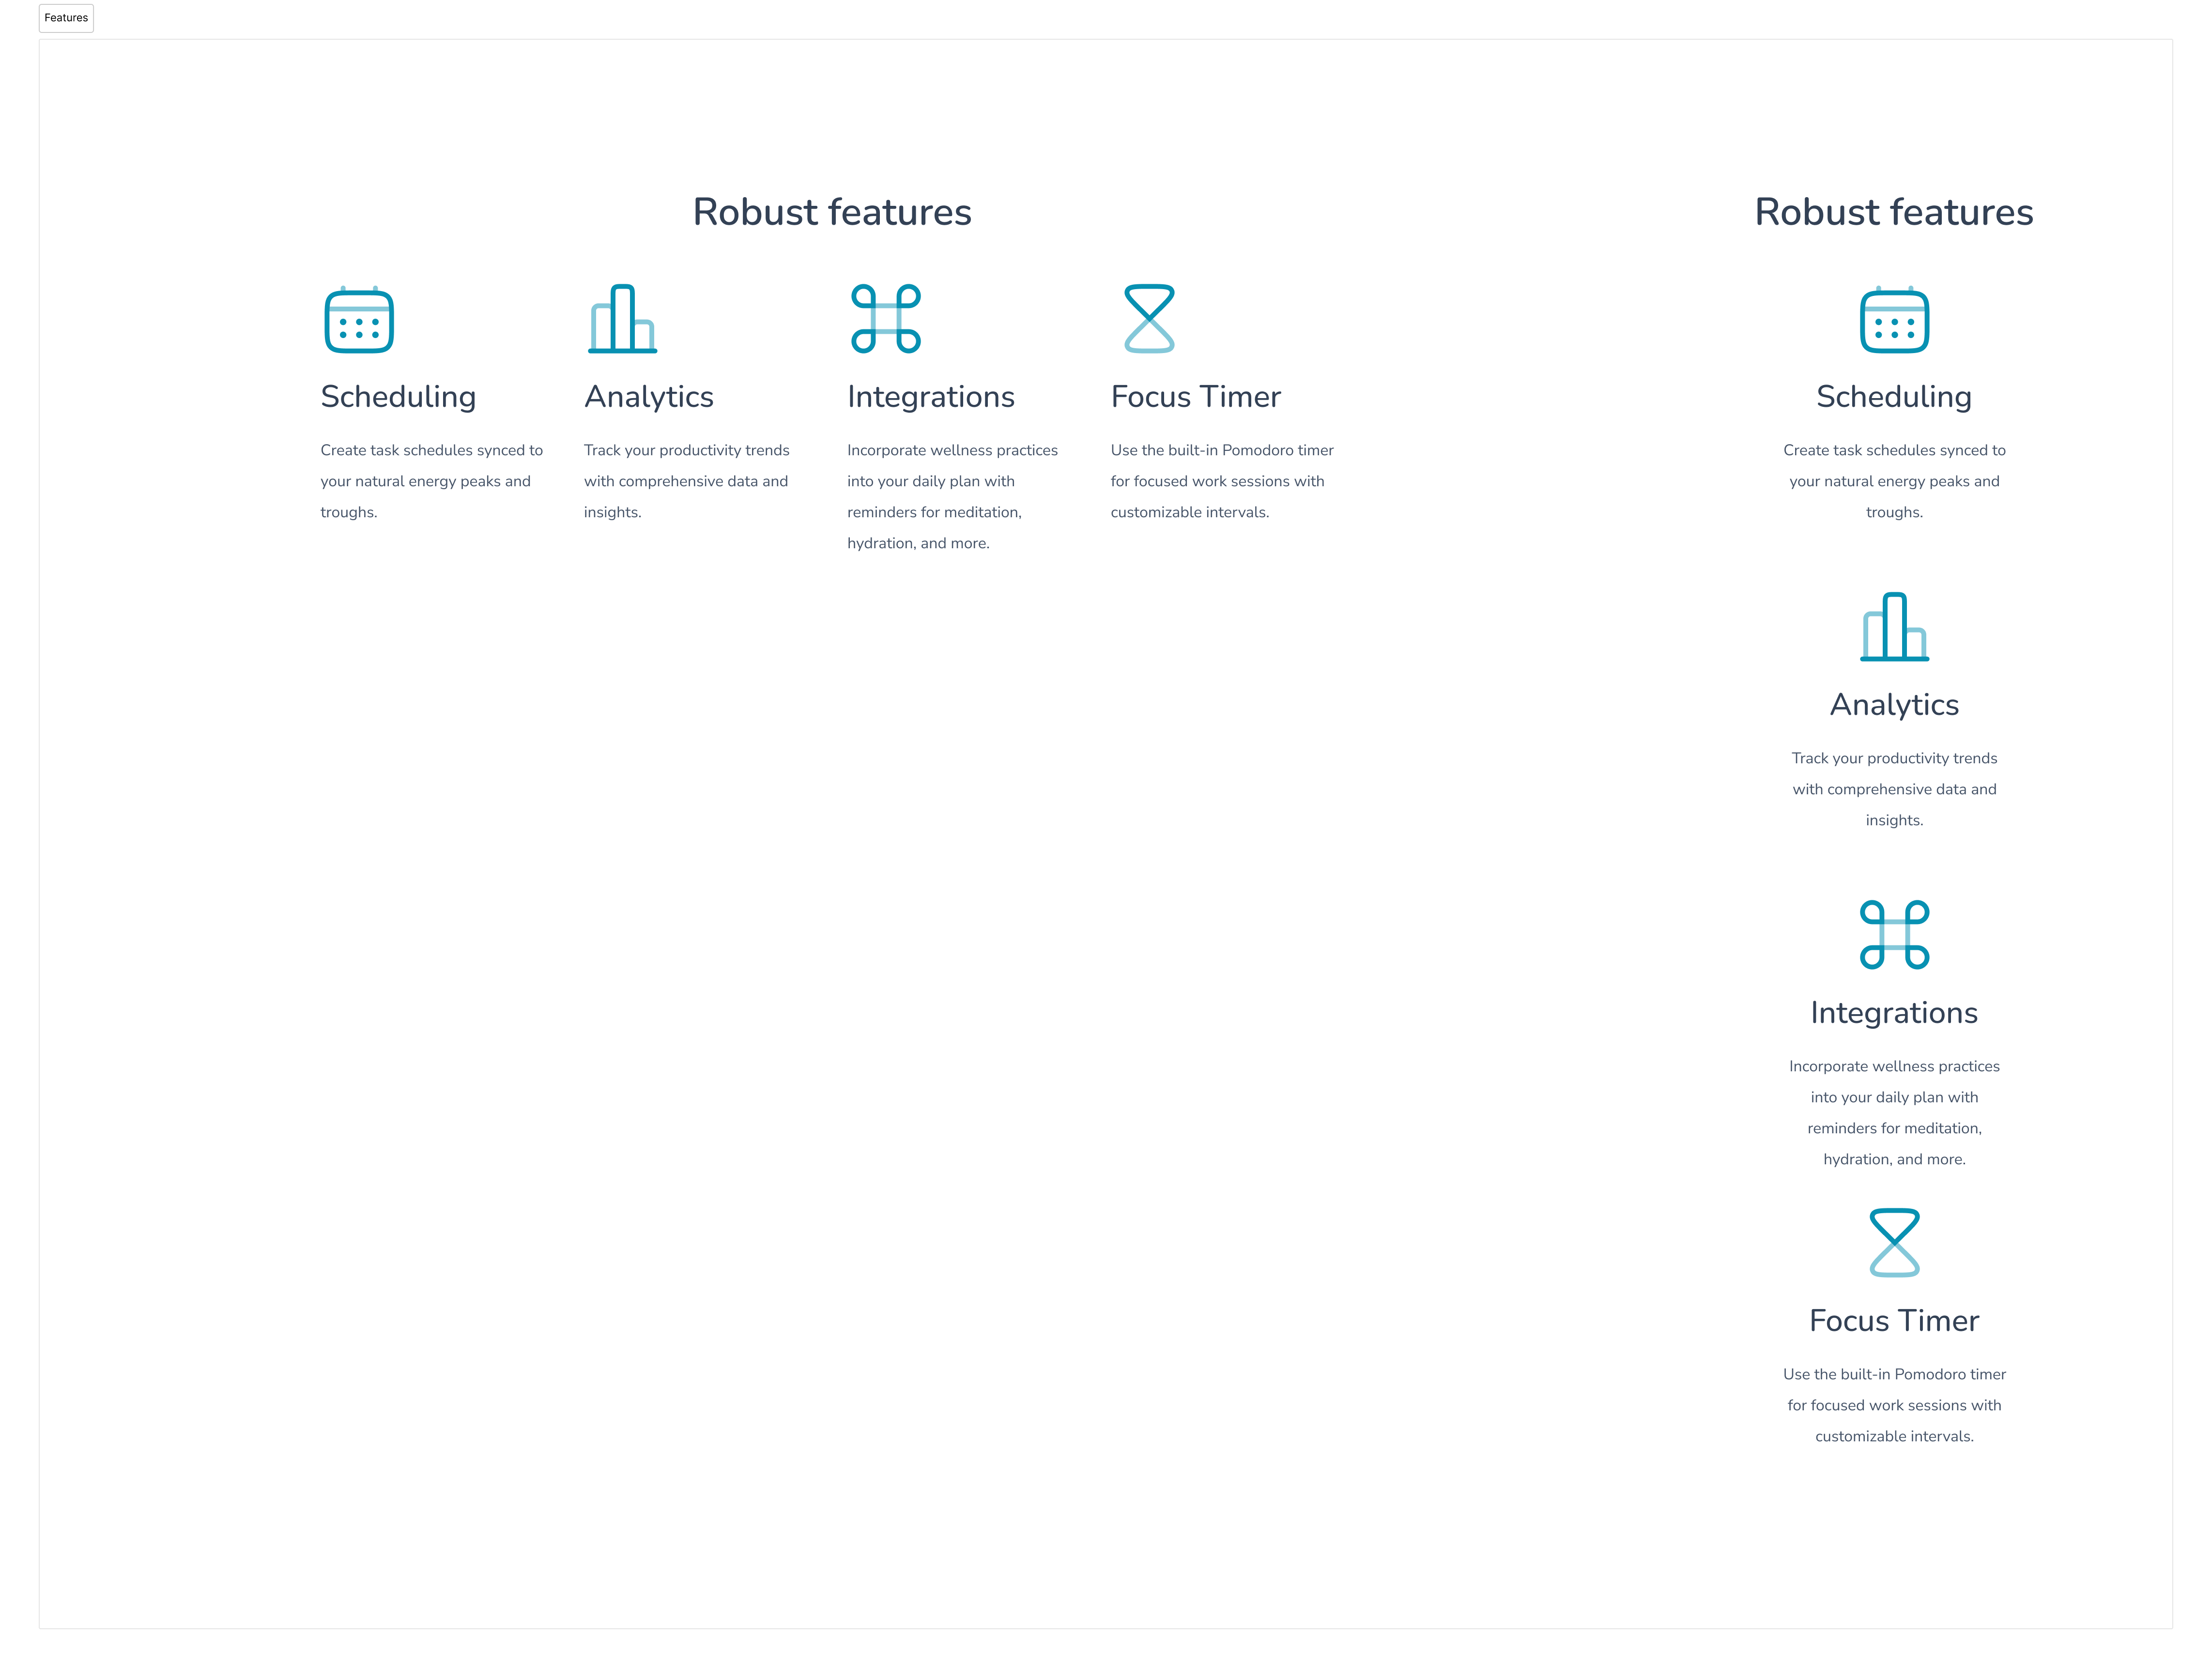 Features
Robust features
Scheduling
Create task schedules synced to
your natural energy peaks and
troughs.
Analytics
Track your productivity trends
with comprehensive data and
insights.
Integrations
Incorporate wellness practices
into your daily plan with
reminders for meditation,
hydration, and more.
Focus Timer
Use the built-in Pomodoro timer
for focused work sessions with
customizable intervals.
Robust features
Scheduling
Create task schedules synced to
your natural energy peaks and
troughs.
Analytics
Track your productivity trends
with comprehensive data and
insights.
Integrations
Incorporate wellness practices
into your daily plan with
reminders for meditation,
hydration, and more.
Focus Timer
Use the built-in Pomodoro timer
for focused work sessions with
customizable intervals.